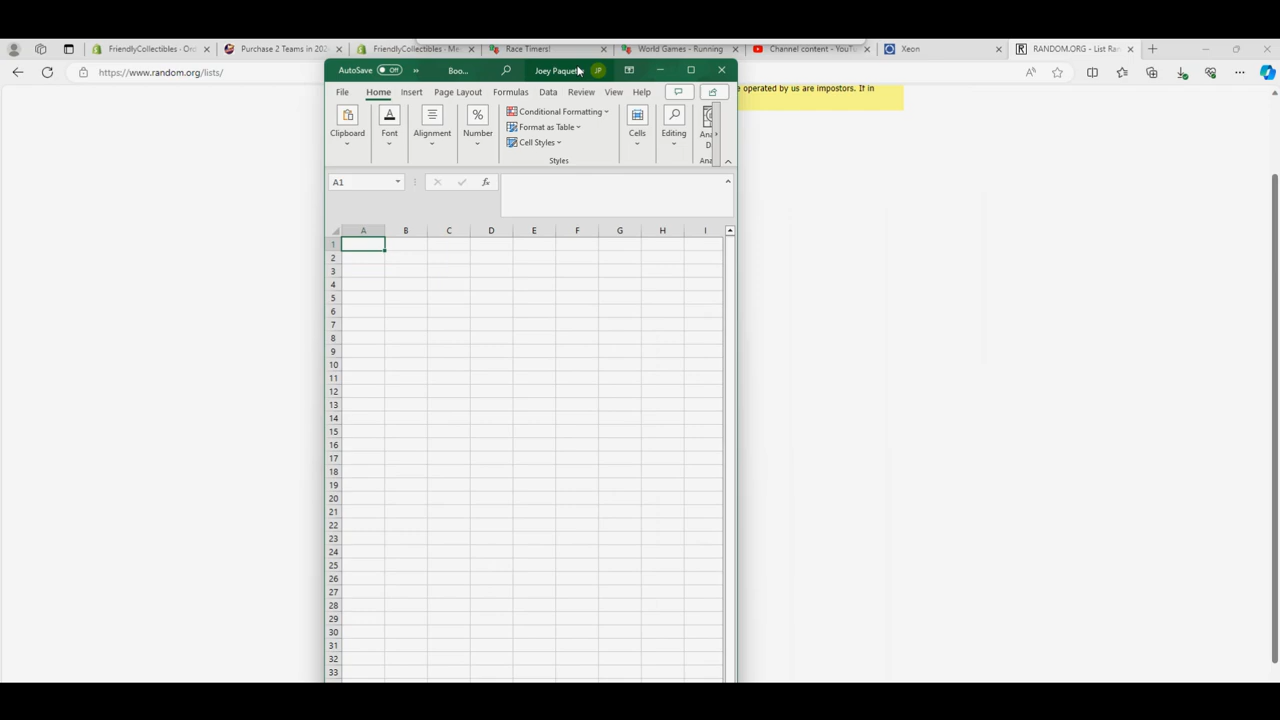 FriendlyCollectibles - Or
Purchase 2 Teams in 202
FriendlyCollectibles - M
Race Timers!
World Games - Running
Channel content - YouT
Xeon
RANDOM.ORG - List Ra
https://www.random.org/lists/
e operated by us are impostors. If in
AutoSave Off
Boo...
Joey Paquet
JP
File Home Insert Page Layout Formulas Data Review View Help
Clipboard
Font
Alignment
Number
Conditional Formatting
Format as Table
Cell Styles
Styles
Cells
Editing
Ana
D
Ana
A1
fx
A B C D E F G H I
1
2
3
4
5
6
7
8
9
10
11
12
13
14
15
16
17
18
19
20
21
22
23
24
25
26
27
28
29
30
31
32
33